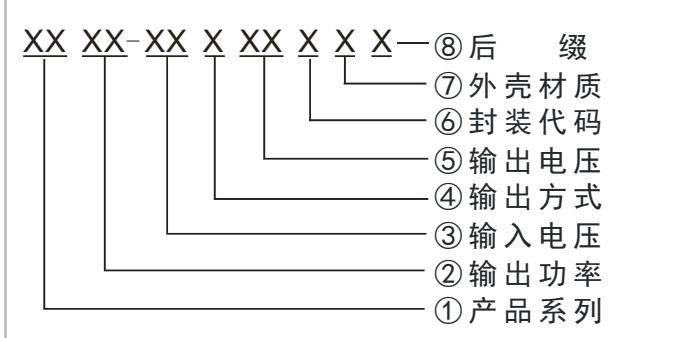 XX XX-XX X XX X X X
⑧后 缀
⑦外壳材质
⑥封装代码
⑤输出电压
④输出方式
③输入电压
②输出功率
①产品系列